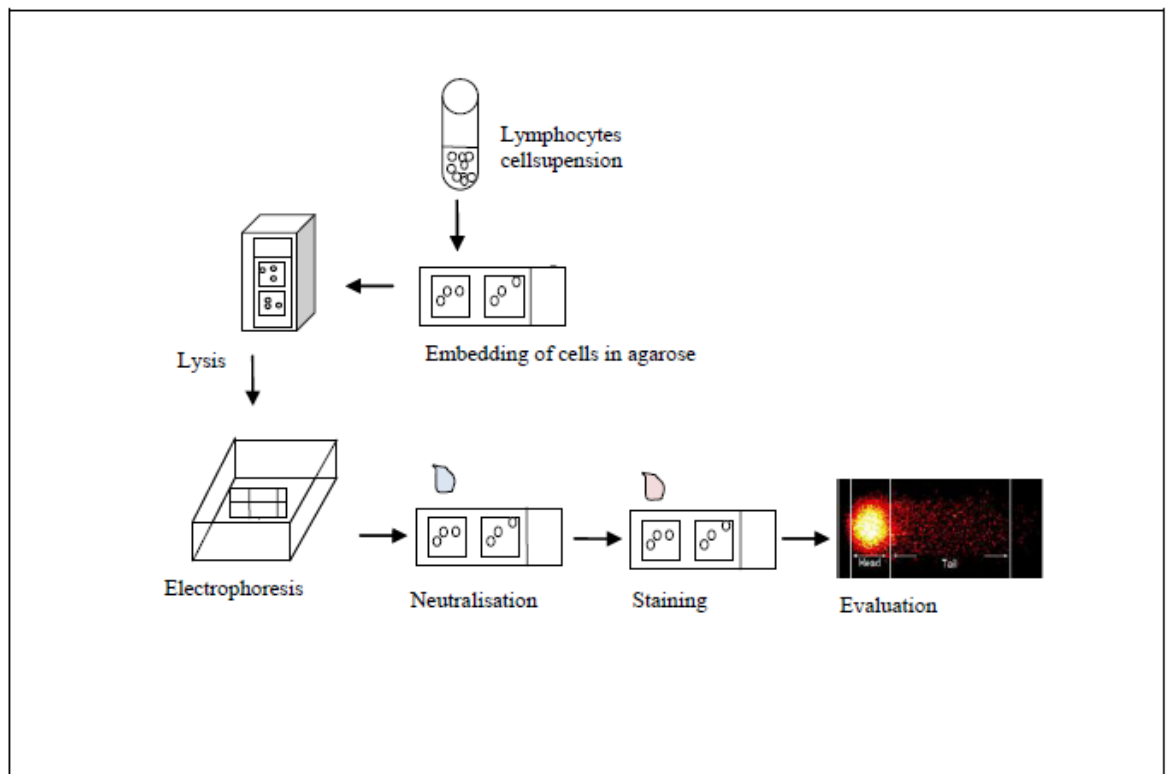 Lymphocytes
cellsupension
Embedding of cells in agarose
Lysis
Electrophoresis
Neutralisation
Staining
Head
Tail
Evaluation